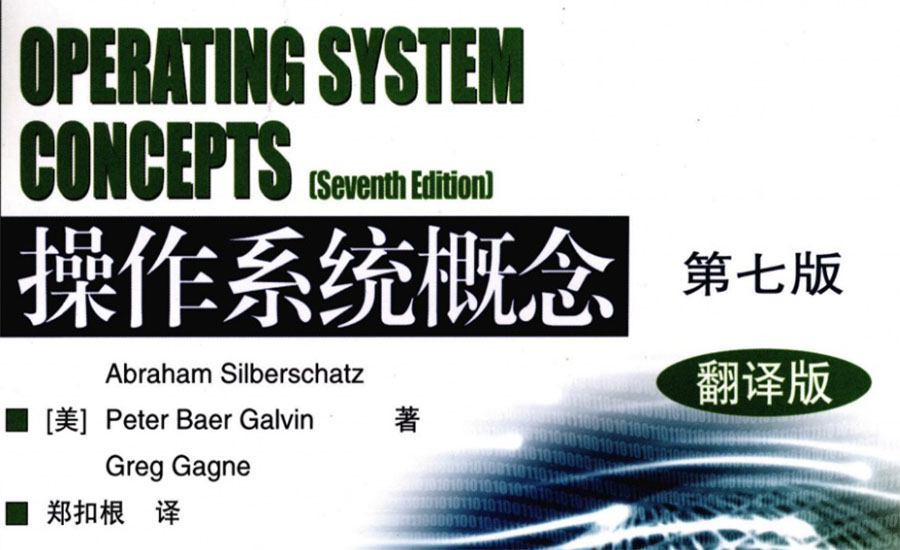 OPERATING SYSTEM
CONCEPTS (Seventh Edition)
操作系统概念 第七版
翻译版
Abraham Silberschatz
[美] Peter Baer Galvin 著
Greg Gagne
郑扣根 译